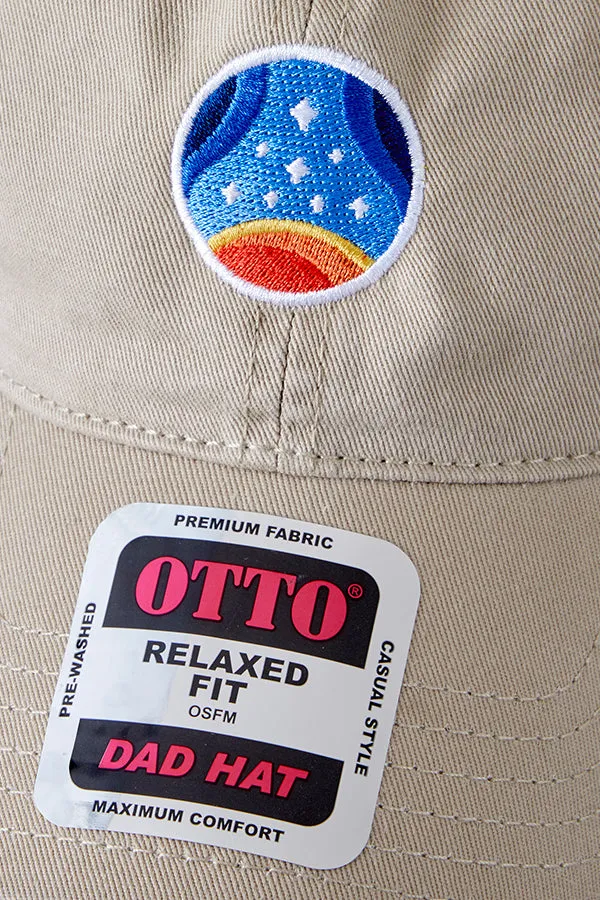 PREMIUM FABRIC
OTTO®
PRE-WASHED
RELAXED
FIT
OSFM
CASUAL STYLE
DAD HAT
MAXIMUM COMFORT